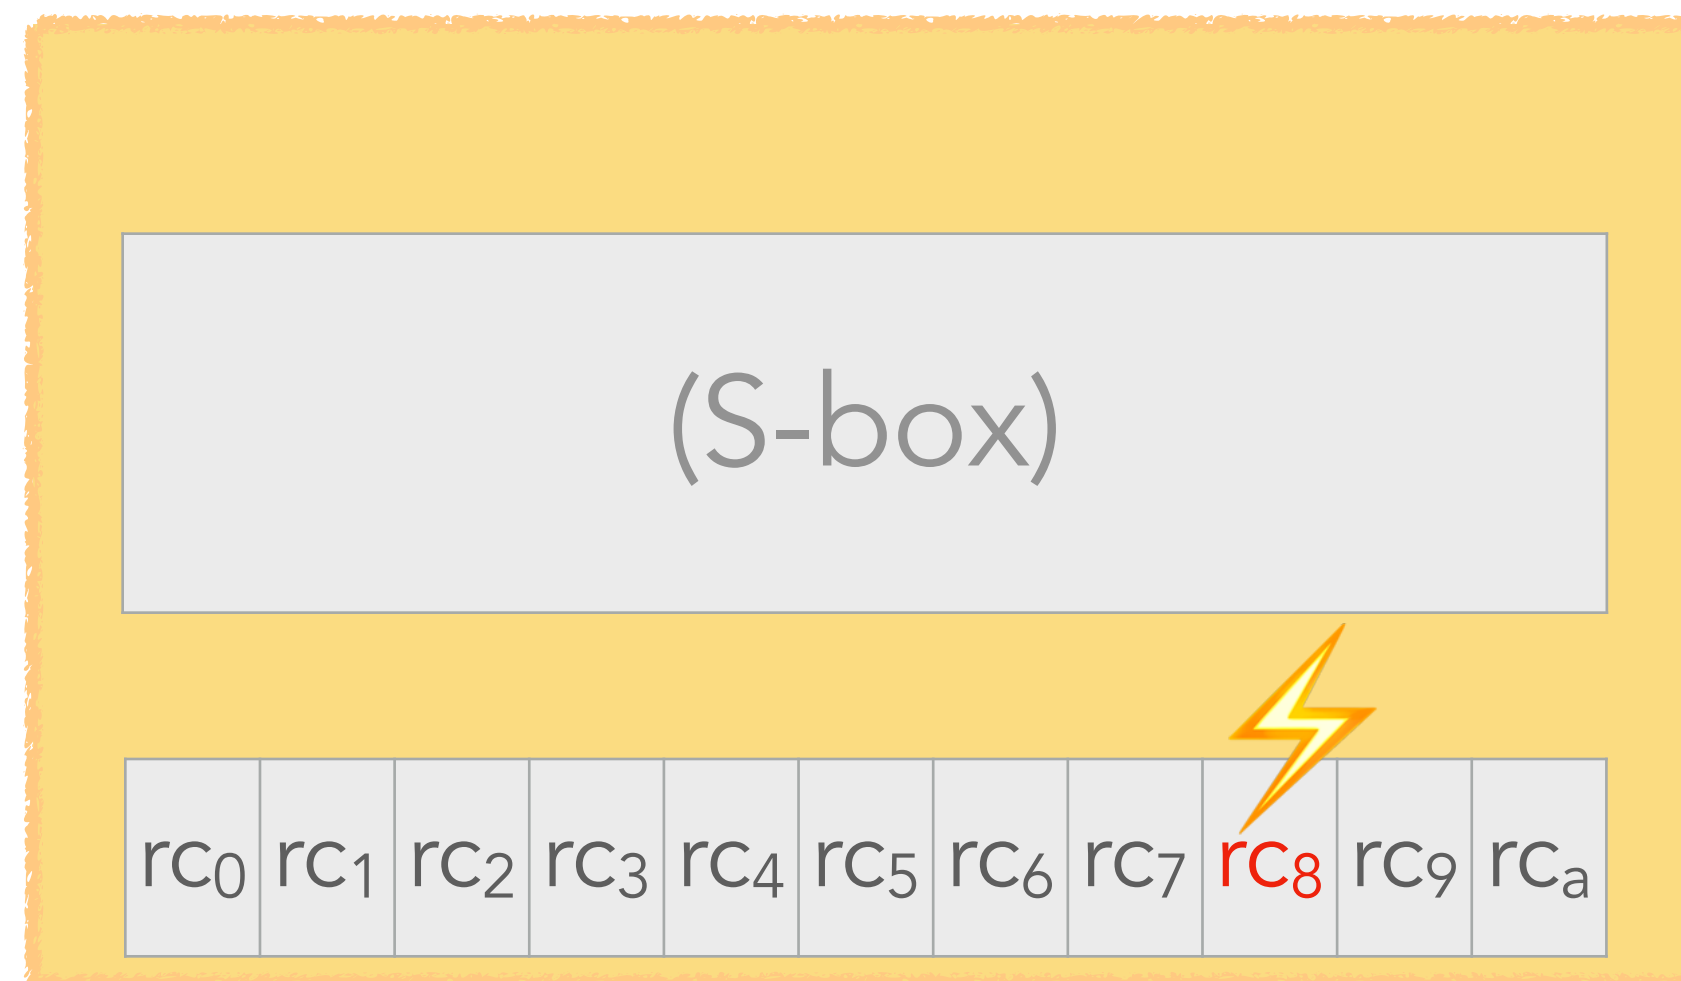 (S-box)
rc₀ rc₁ rc₂ rc₃ rc₄ rc₅ rc₆ rc₇ rc₈ rc₉ rcₐ